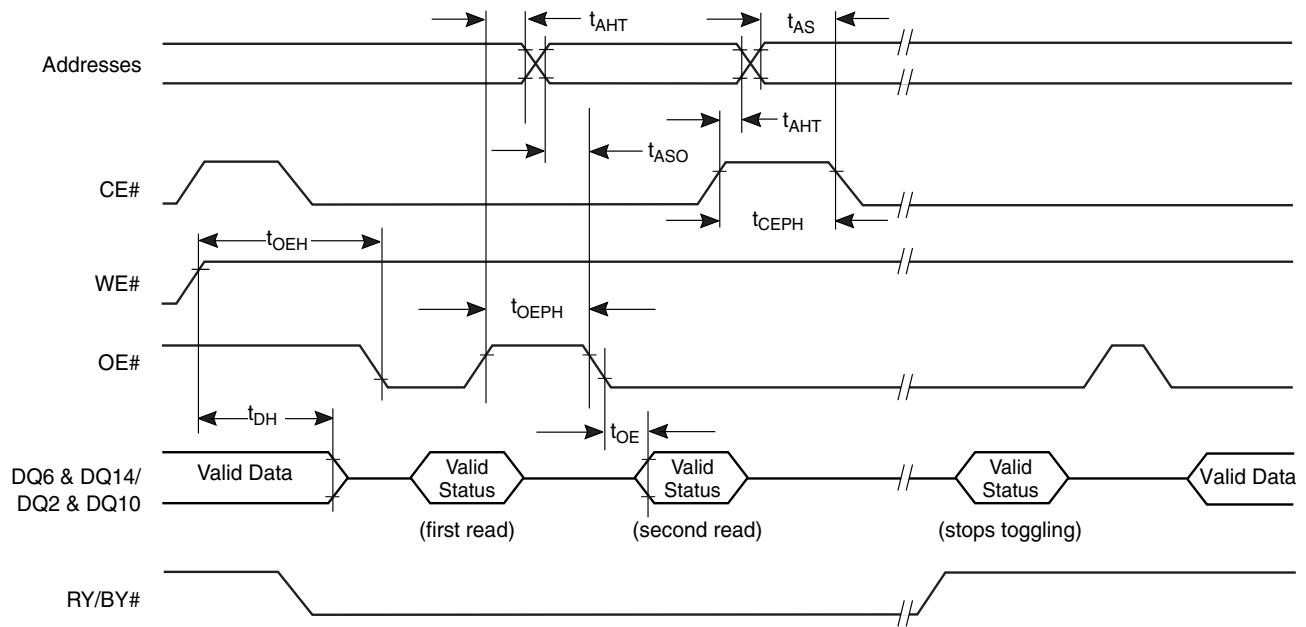 tAHT
tAS
Addresses
tAHT
tASO
CE#
tCEPH
tOEH
WE#
tOEPH
OE#
tDH
tOE
DQ6 & DQ14/
DQ2 & DQ10
Valid Data
Valid
Status
Valid
Status
Valid
Status
Valid Data
(first read)
(second read)
(stops toggling)
RY/BY#